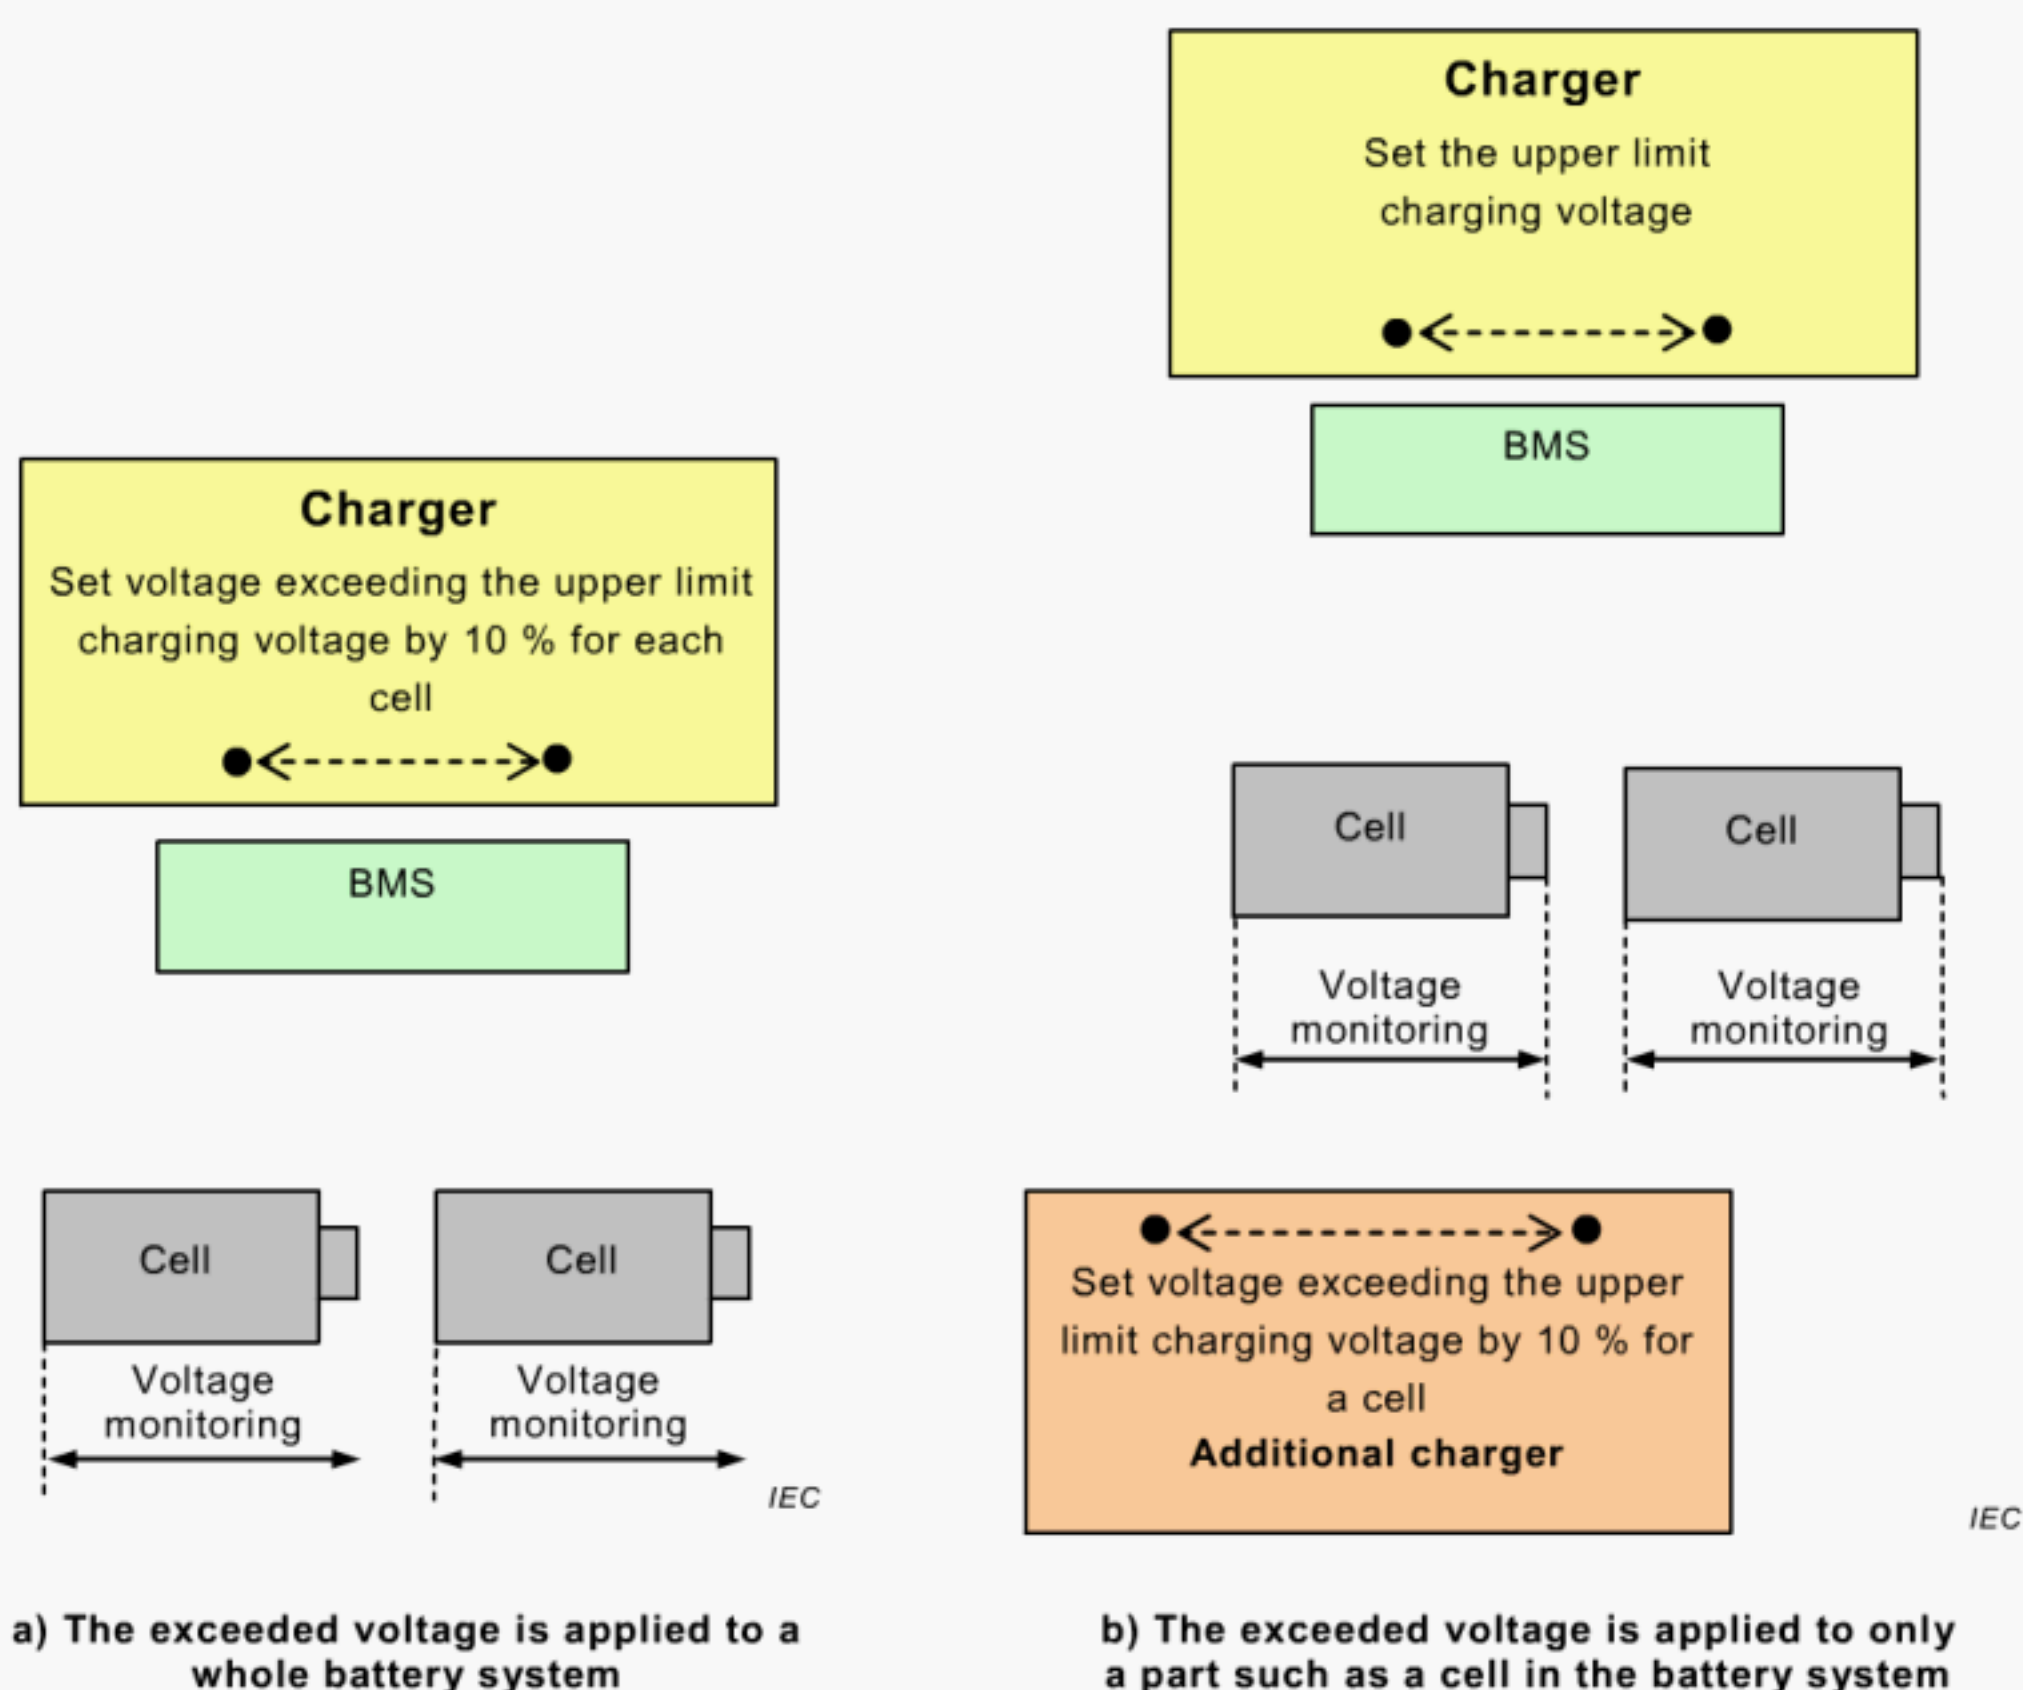 Charger
Set voltage exceeding the upper limit
charging voltage by 10 % for each
cell
BMS
Cell
Cell
Voltage
monitoring
Voltage
monitoring
IEC
a) The exceeded voltage is applied to a
whole battery system
Charger
Set the upper limit
charging voltage
BMS
Cell
Cell
Voltage
monitoring
Voltage
monitoring
Set voltage exceeding the upper
limit charging voltage by 10 % for
a cell
Additional charger
IEC
b) The exceeded voltage is applied to only
a part such as a cell in the battery system